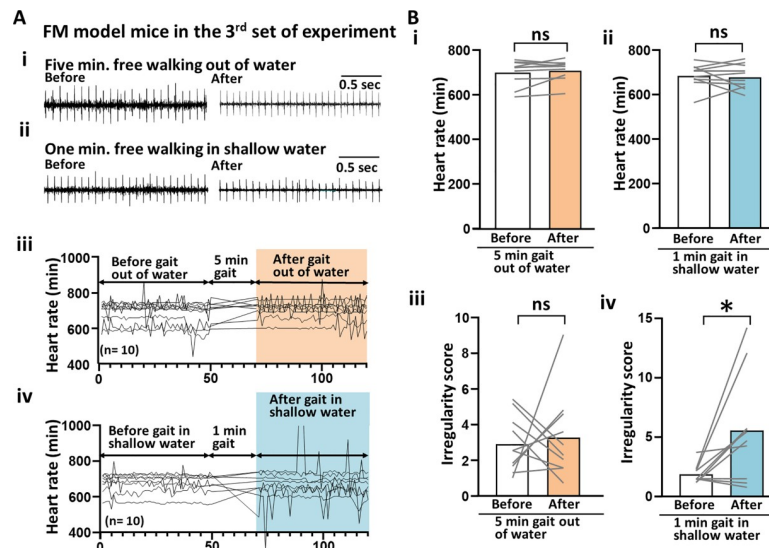 A
FM model mice in the 3rd set of experiment
i
Five min. free walking out of water
Before
After
0.5 sec
ii
One min. free walking in shallow water
Before
After
0.5 sec
iii
Heart rate (min)
1000
800
600
400
Before gait
out of water
5 min
gait
After gait
out of water
(n= 10)
0
50
100
iv
Heart rate (min)
1000
800
600
400
Before gait in
shallow water
1 min
gait
After gait in
shallow water
(n= 10)
0
50
100
B
i
ns
Heart rate (min)
800
600
400
200
0
Before
After
5 min gait
out of water
ii
ns
Heart rate (min)
800
600
400
200
0
Before
After
1 min gait in
shallow water
iii
ns
Irregularity score
10
8
6
4
2
0
Before
After
5 min gait out
of water
iv
*
Irregularity score
15
10
5
0
Before
After
1 min gait in
shallow water